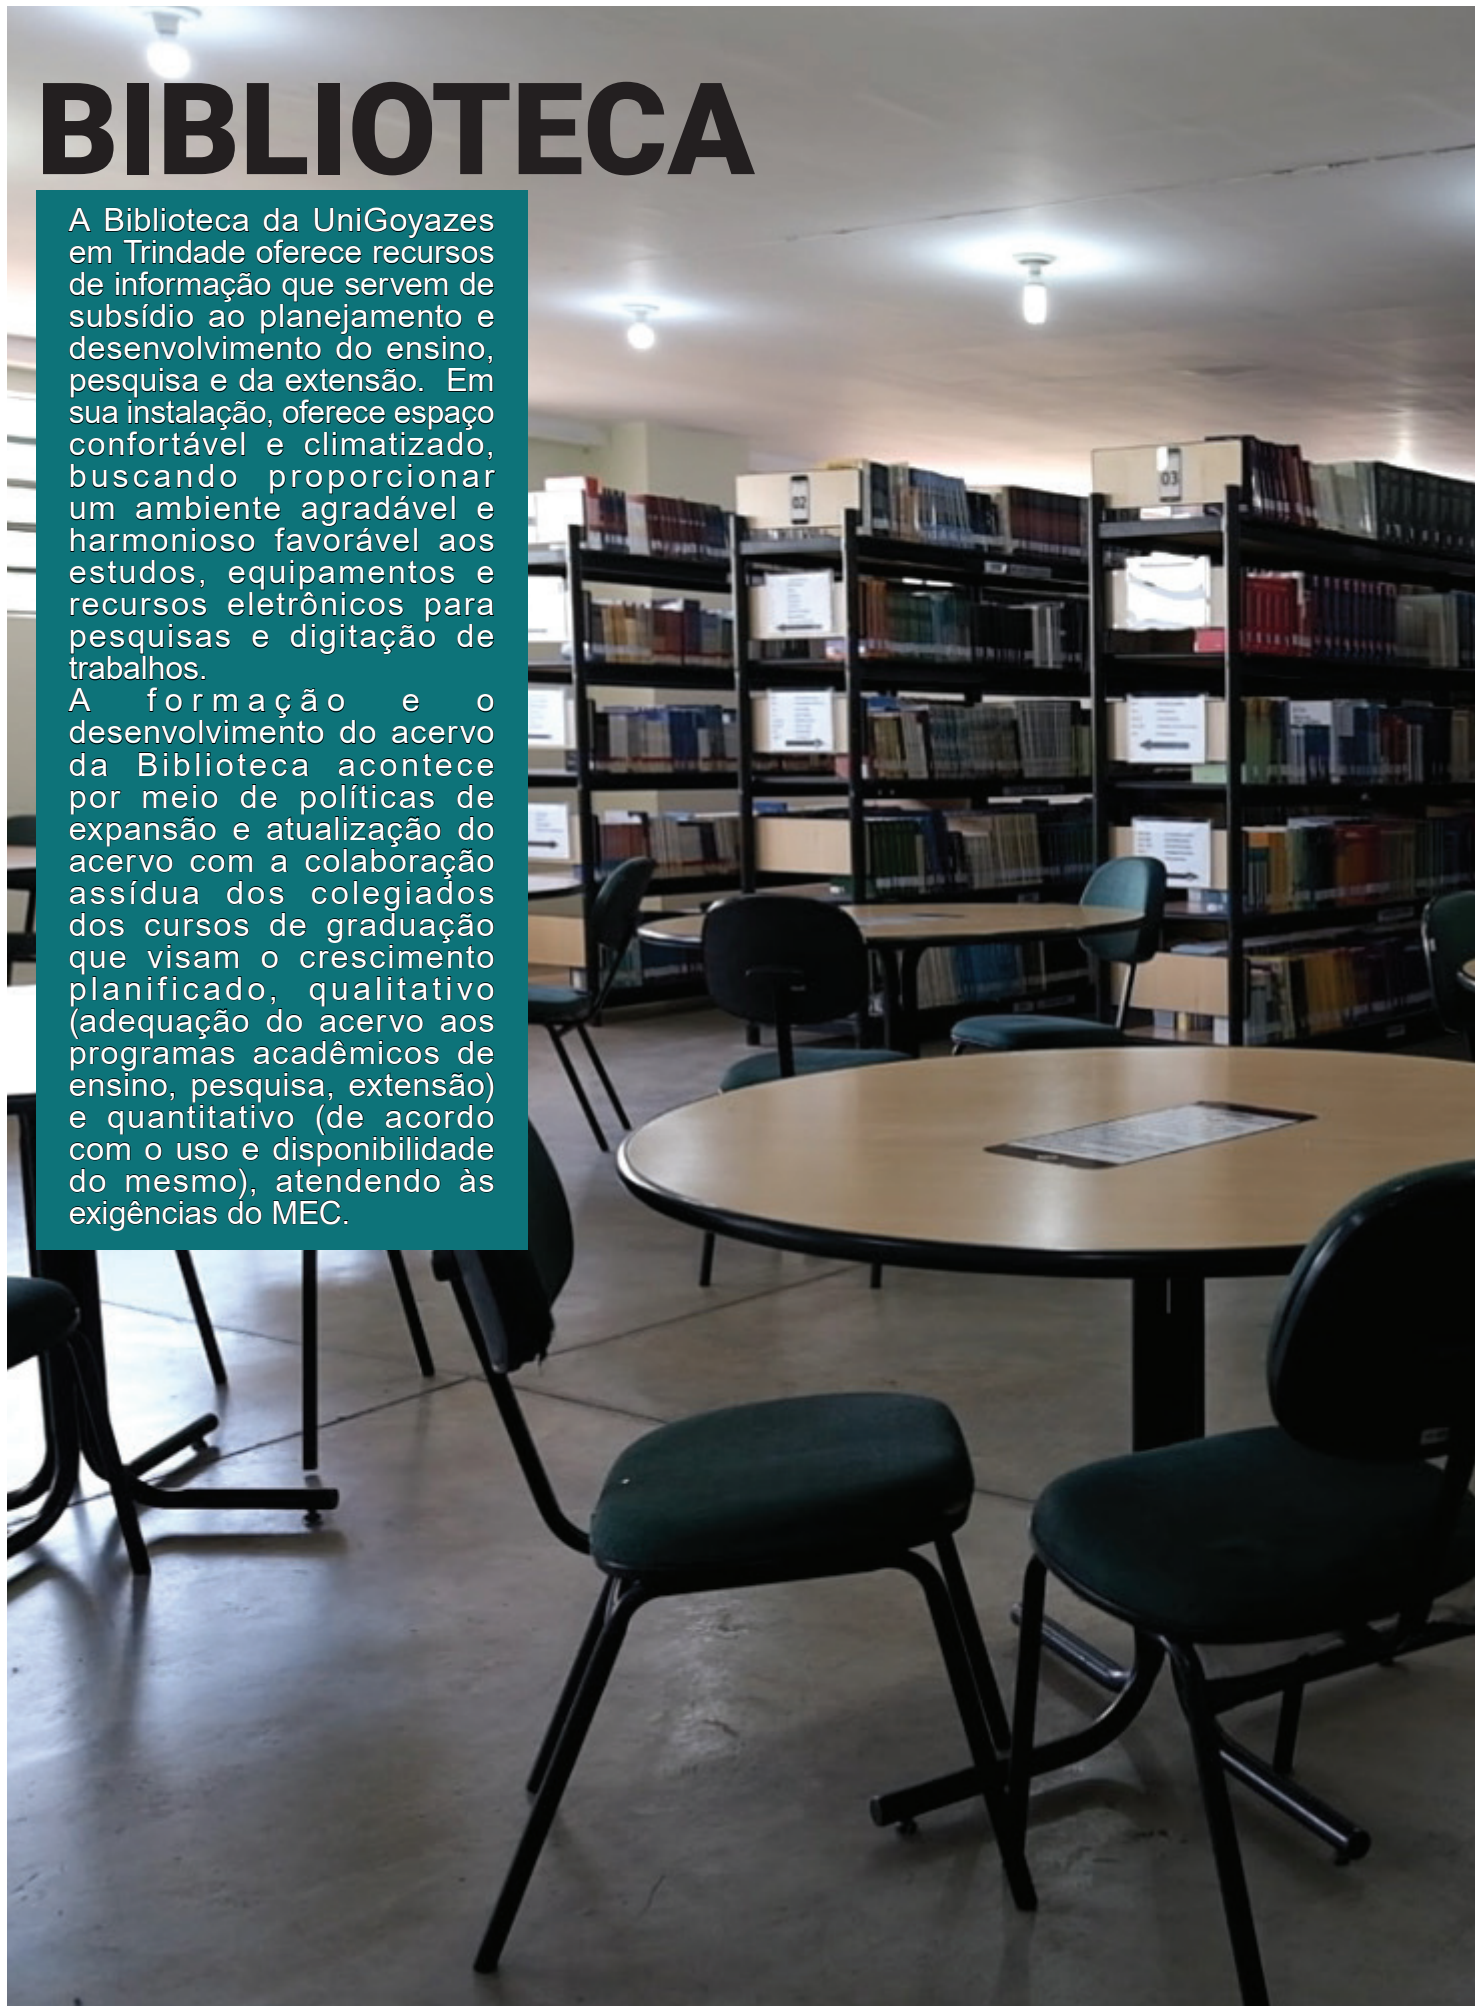 BIBLIOTECA
A Biblioteca da UniGoyazes
em Trindade oferece recursos
de informação que servem de
subsídio ao planejamento e
desenvolvimento do ensino,
pesquisa e da extensão. Em
sua instalação, oferece espaço
confortável e climatizado,
buscando proporcionar
um ambiente agradável e
harmonioso favorável aos
estudos, equipamentos e
recursos eletrônicos para
pesquisas e digitação de
trabalhos.
A formação e o
desenvolvimento do acervo
da Biblioteca acontece
por meio de políticas de
expansão e atualização do
acervo com a colaboração
assídua dos colegiados
dos cursos de graduação
que visam o crescimento
planificado, qualitativo
(adequação do acervo aos
programas acadêmicos de
ensino, pesquisa, extensão)
e quantitativo (de acordo
com o uso e disponibilidade
do mesmo), atendendo às
exigências do MEC.
02
03